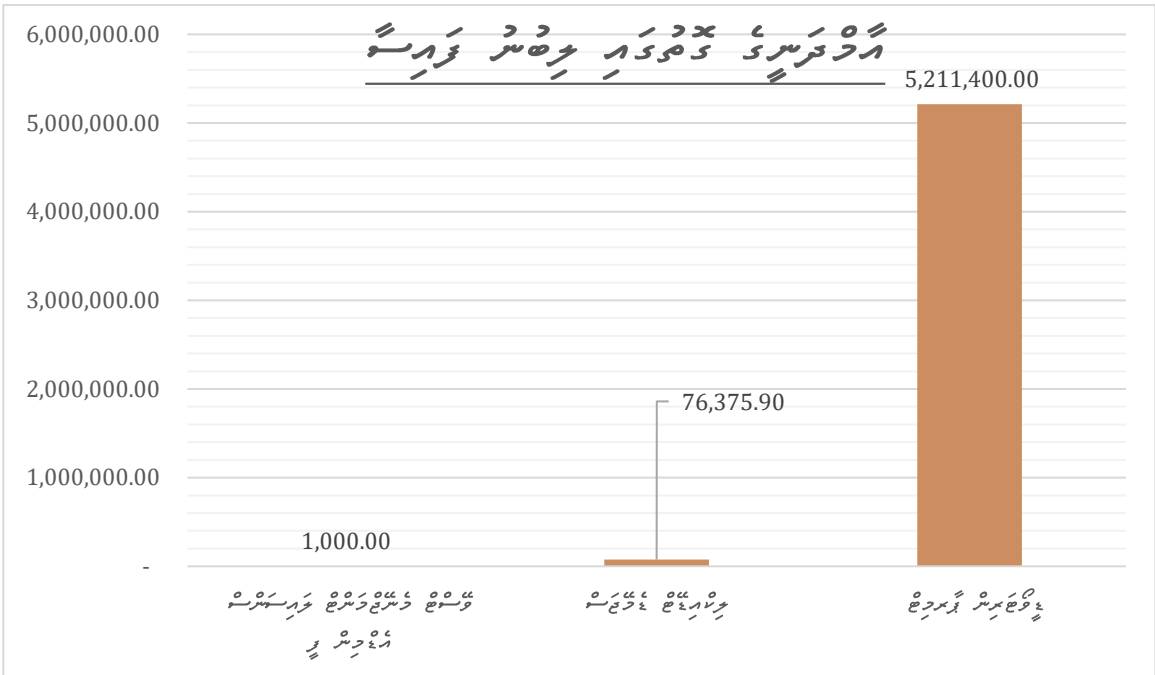 އާމްދަނީގެ ގޮތުގައި ލިބުނު ފައިސާ
6,000,000.00
5,000,000.00
4,000,000.00
3,000,000.00
2,000,000.00
1,000,000.00
-
5,211,400.00
76,375.90
1,000.00
ވޭސްޓް މެނޭޖްމަންޓް ލައިސަންސް
އެޑްމިން ފީ
ލިކުއިޑޭޓް ޑެމޭޖަސް
ޑީވޯޓަރިން ޕާރމިޓް